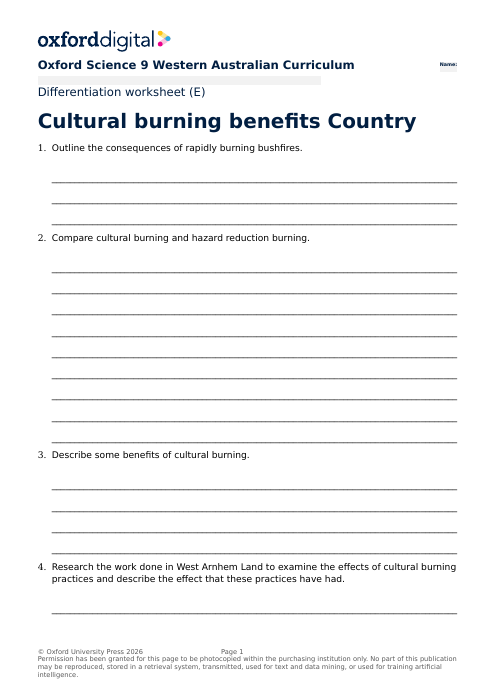 oxforddigital
Oxford Science 9 Western Australian Curriculum
Name:
Differentiation worksheet (E)
Cultural burning benefits Country
1. Outline the consequences of rapidly burning bushfires.
2. Compare cultural burning and hazard reduction burning.
3. Describe some benefits of cultural burning.
4. Research the work done in West Arnhem Land to examine the effects of cultural burning
practices and describe the effect that these practices have had.
© Oxford University Press 2026 Page 1
Permission has been granted for this page to be photocopied within the purchasing institution only. No part of this publication
may be reproduced, stored in a retrieval system, transmitted, used for text and data mining, or used for training artificial
intelligence.